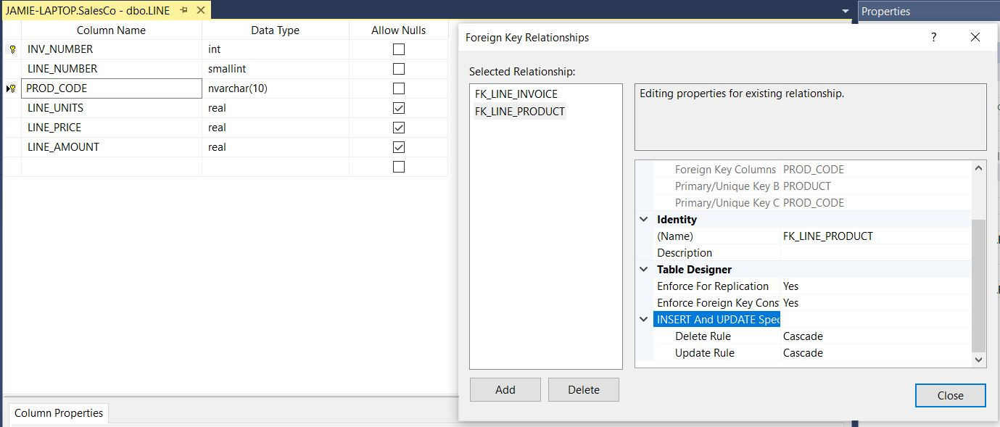 JAMIE-LAPTOP.SalesCo - dbo.LINE
Properties
Column Name Data Type Allow Nulls
INV_NUMBER int
LINE_NUMBER smallint
PROD_CODE nvarchar(10)
LINE_UNITS real
LINE_PRICE real
LINE_AMOUNT real
Column Properties
Foreign Key Relationships ?
Selected Relationship:
FK_LINE_INVOICE
FK_LINE_PRODUCT
Editing properties for existing relationship.
Foreign Key Columns PROD_CODE
Primary/Unique Key B PRODUCT
Primary/Unique Key C PROD_CODE
Identity
(Name) FK_LINE_PRODUCT
Description
Table Designer
Enforce For Replication Yes
Enforce Foreign Key Cons Yes
INSERT And UPDATE Spec
Delete Rule Cascade
Update Rule Cascade
Add Delete
Close